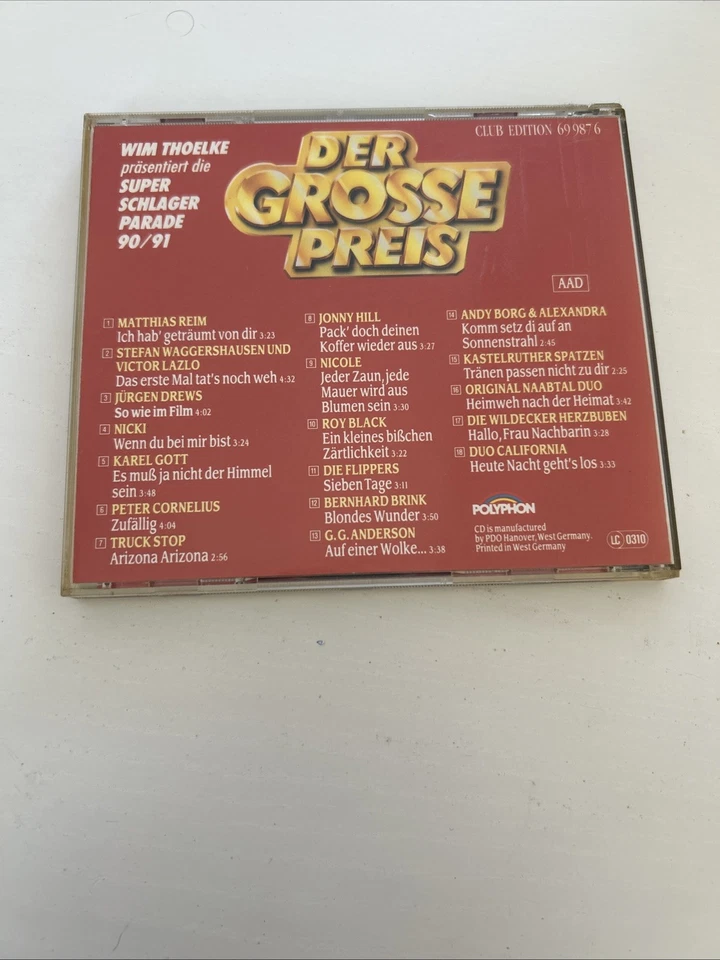 WIM THOELKE
präsentiert die
SUPER
SCHLAGER
PARADE
90/91
DER
GROSSE
PREIS
CLUB EDITION 69 987 6
AAD
1 MATTHIAS REIM
Ich hab' geträumt von dir 3:23
2 STEFAN WAGGERSHAUSEN UND
VICTOR LAZLO
Das erste Mal tat's noch weh 4:32
3 JÜRGEN DREWS
So wie im Film 4:02
4 NICKI
Wenn du bei mir bist 3:24
5 KAREL GOTT
Es muß ja nicht der Himmel
sein 3:48
6 PETER CORNELIUS
Zufällig 4:04
7 TRUCK STOP
Arizona Arizona 2:56
8 JONNY HILL
Pack' doch deinen
Koffer wieder aus 3:27
9 NICOLE
Jeder Zaun, jede
Mauer wird aus
Blumen sein 3:30
10 ROY BLACK
Ein kleines bißchen
Zärtlichkeit 3:22
11 DIE FLIPPERS
Sieben Tage 3:11
12 BERNHARD BRINK
Blondes Wunder 3:50
13 G.G. ANDERSON
Auf einer Wolke... 3:38
14 ANDY BORG & ALEXANDRA
Komm setz di auf an
Sonnenstrahl 2:45
15 KASTELRUTHER SPATZEN
Tränen passen nicht zu dir 2:25
16 ORIGINAL NAABTAL DUO
Heimweh nach der Heimat 3:42
17 DIE WILDECKER HERZBUBEN
Hallo, Frau Nachbarin 3:28
18 DUO CALIFORNIA
Heute Nacht geht's los 3:33
POLYPHON
CD is manufactured
by PDO Hanover, West Germany.
Printed in West Germany
LC 0310